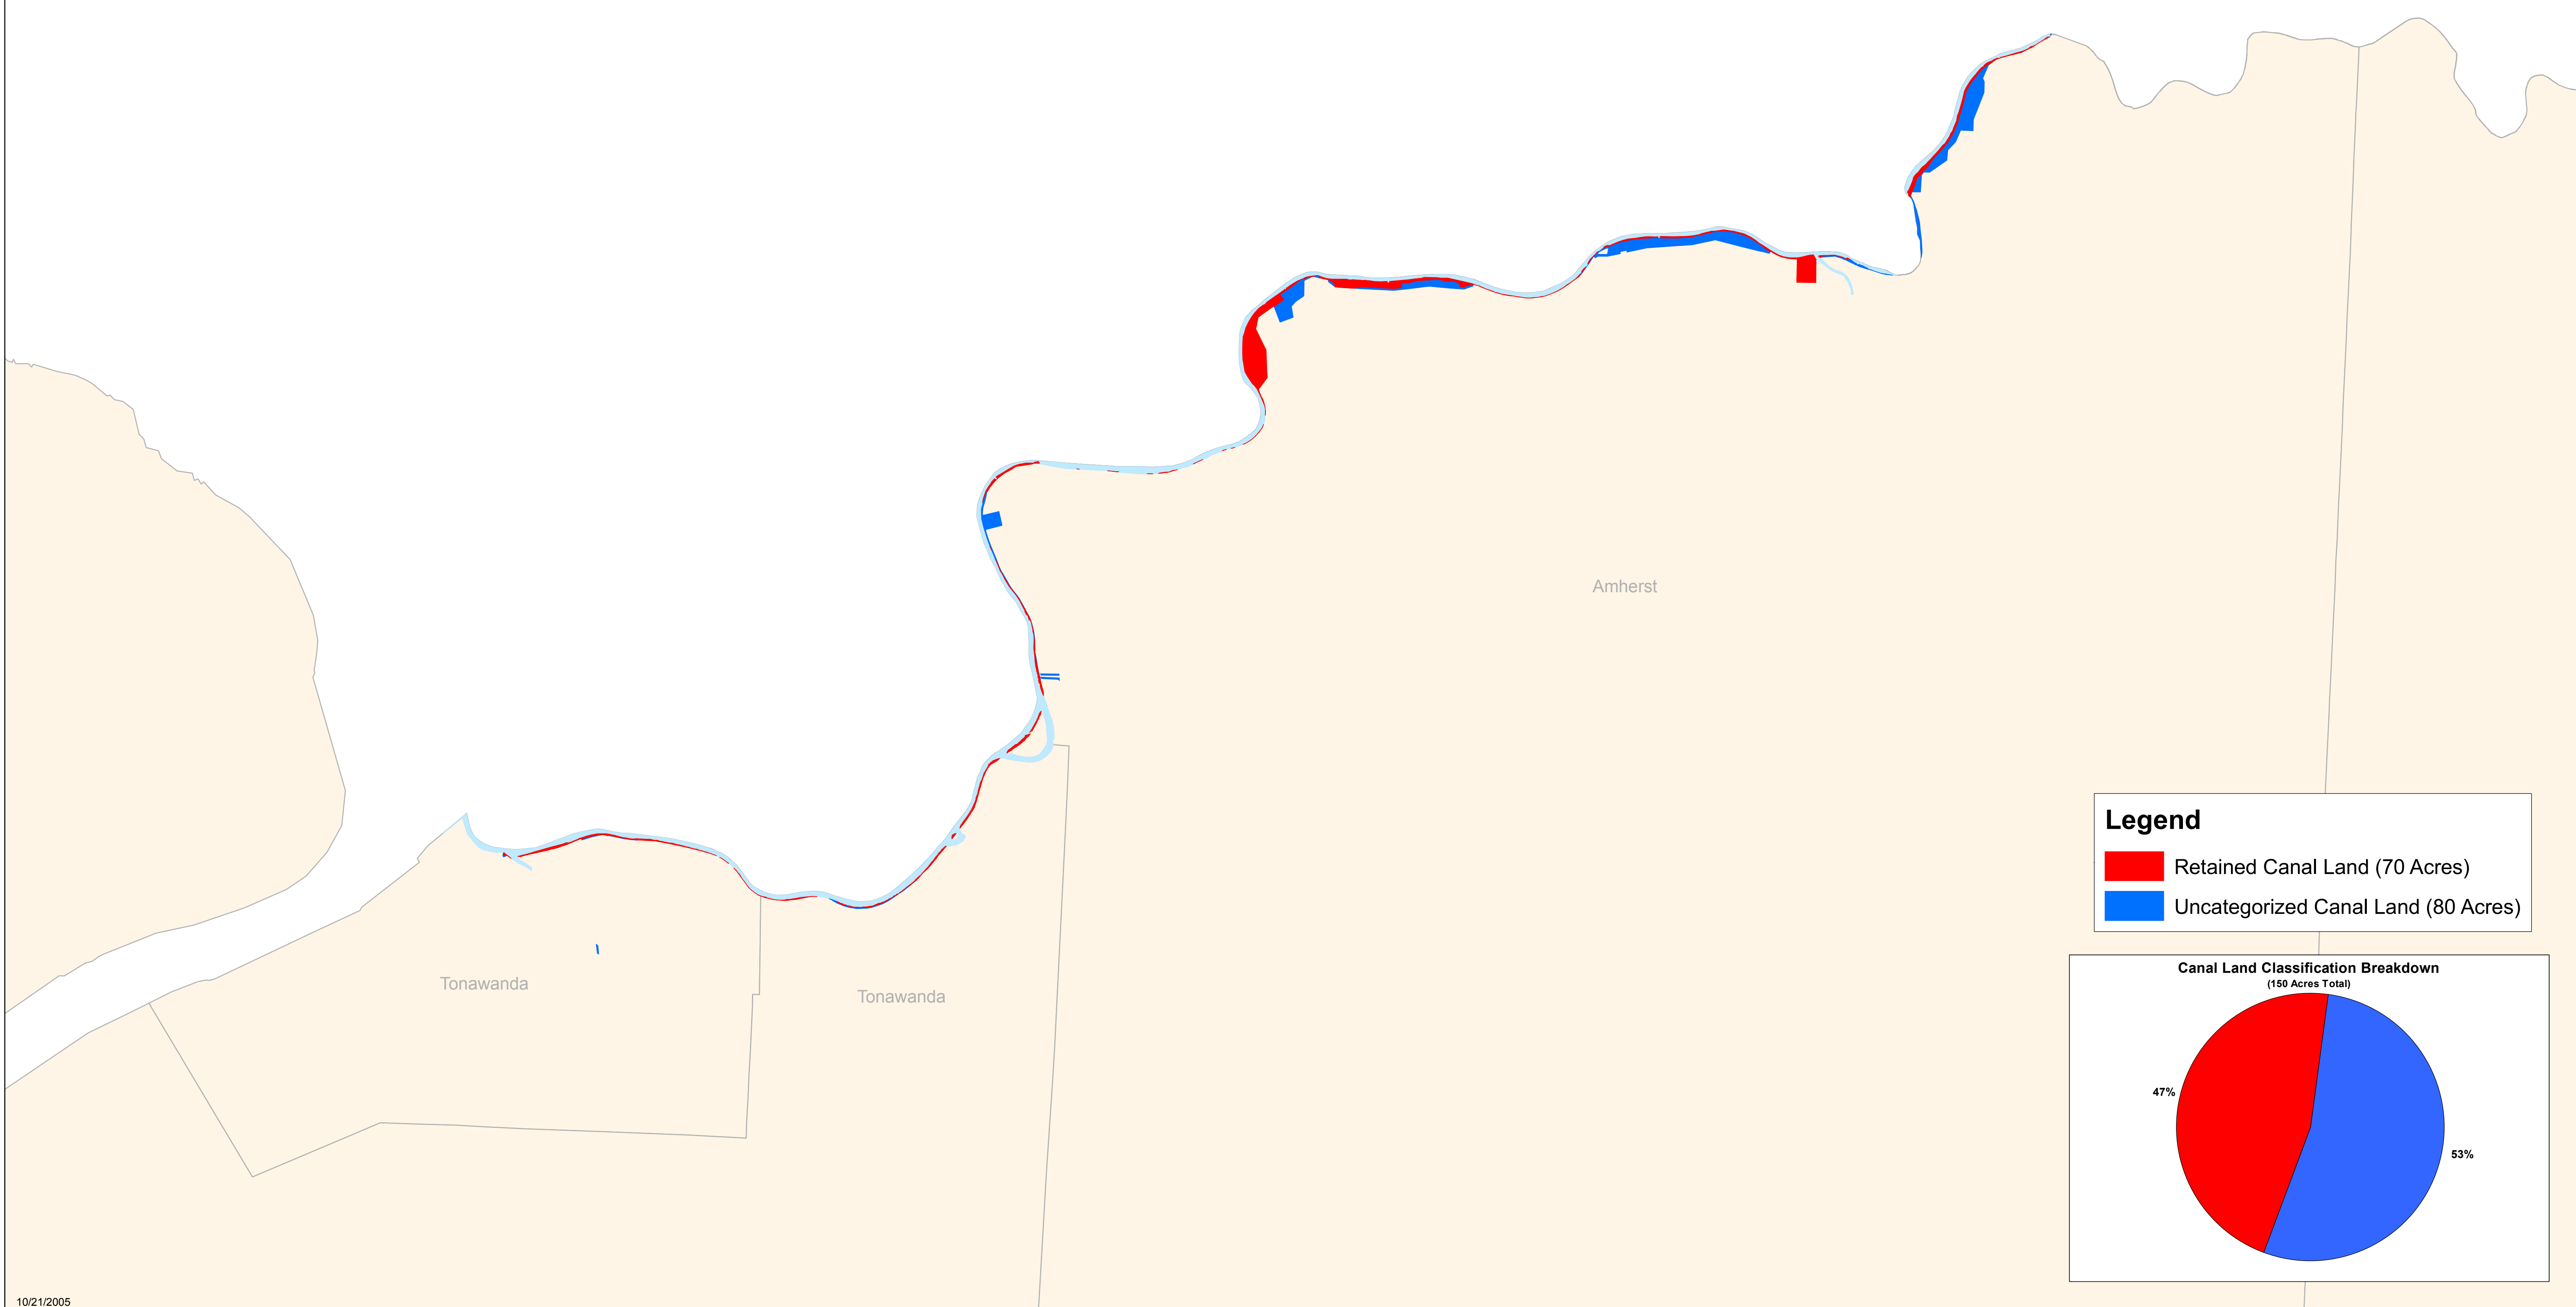 Amherst
Tonawanda
Tonawanda
Legend
Retained Canal Land (70 Acres)
Uncategorized Canal Land (80 Acres)
Canal Land Classification Breakdown
(150 Acres Total)
47%
53%
10/21/2005